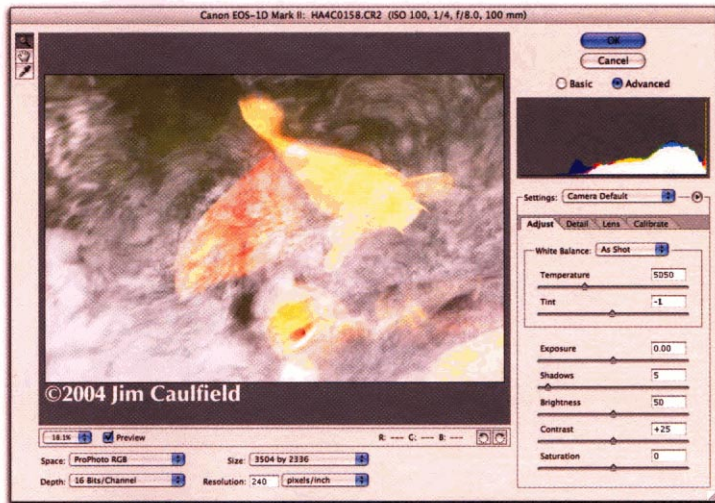 Canon EOS-1D Mark II: HA4C0158.CR2 (ISO 100, 1/4, f/8.0, 100 mm)
OK
Cancel
Basic Advanced
Settings: Camera Default
Adjust Detail Lens Calibrate
White Balance: As Shot
Temperature 5050
Tint -1
Exposure 0.00
Shadows 5
Brightness 50
Contrast +25
Saturation 0
©2004 Jim Caulfield
18.1% Preview R: --- G: --- B: ---
Space: ProPhoto RGB Size: 3504 by 2336
Depth: 16 Bits/Channel Resolution: 240 pixels/inch